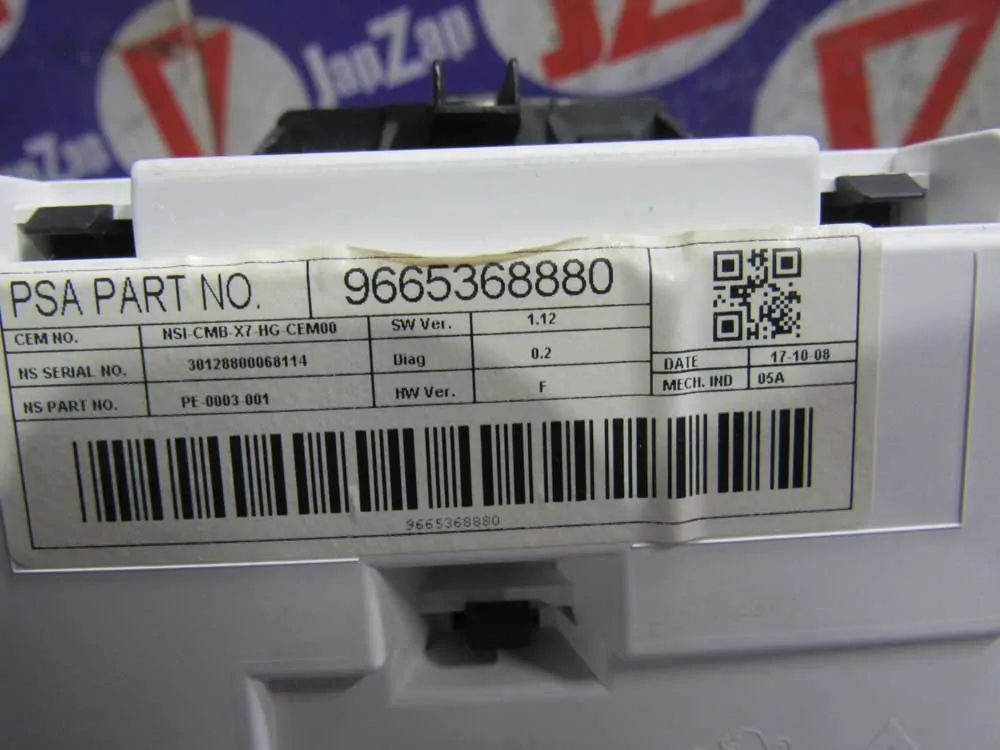 JapZap
JapZap
PSA PART NO. 9665368880
CEM NO. NSI-CMB-X7-HG-CEM00 SW Ver. 1.12
NS SERIAL NO. 30128800068114 Diag 0.2 DATE 17-10-08
NS PART NO. PE-0003-001 HW Ver. F MECH. IND 05A
9665368880